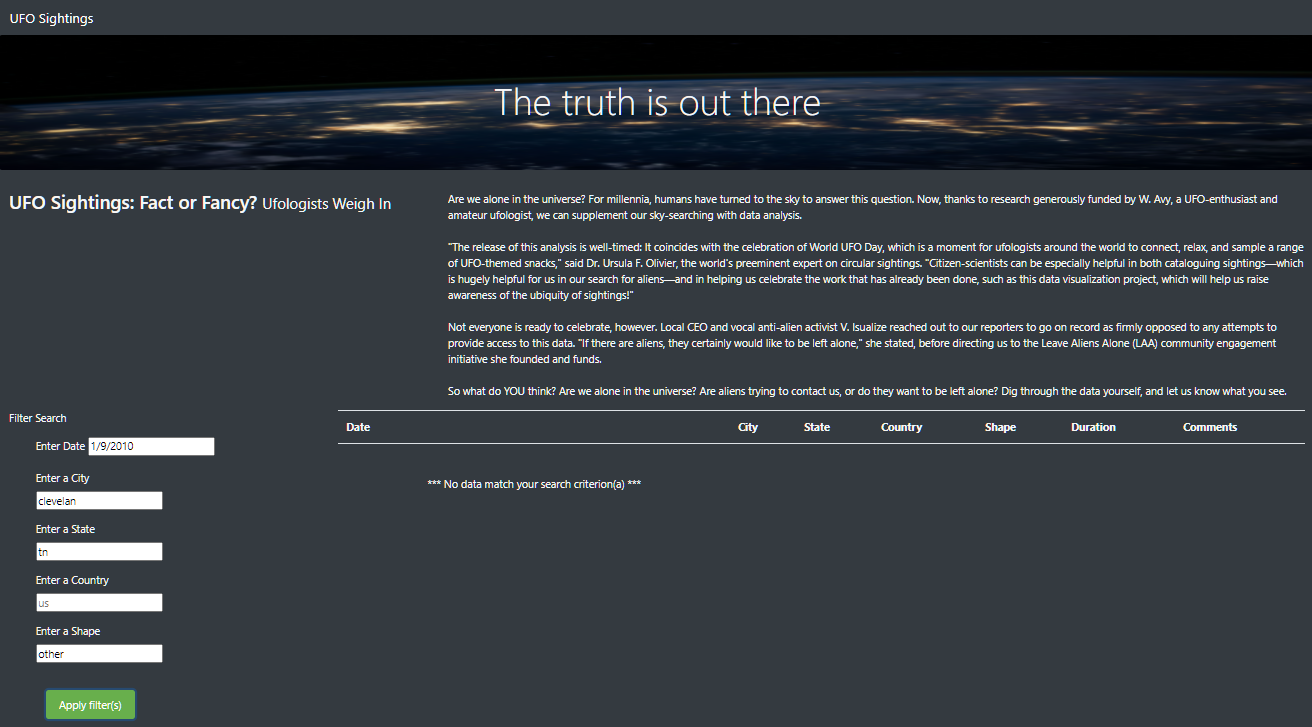 UFO Sightings
The truth is out there
UFO Sightings: Fact or Fancy? Ufologists Weigh In
Are we alone in the universe? For millennia, humans have turned to the sky to answer this question. Now, thanks to research generously funded by W. Avy, a UFO-enthusiast and
amateur ufologist, we can supplement our sky-searching with data analysis.
"The release of this analysis is well-timed: It coincides with the celebration of World UFO Day, which is a moment for ufologists around the world to connect, relax, and sample a range
of UFO-themed snacks," said Dr. Ursula F. Olivier, the world's preeminent expert on circular sightings. "Citizen-scientists can be especially helpful in both cataloguing sightings—which
is hugely helpful for us in our search for aliens—and in helping us celebrate the work that has already been done, such as this data visualization project, which will help us raise
awareness of the ubiquity of sightings!"
Not everyone is ready to celebrate, however. Local CEO and vocal anti-alien activist V. Isualize reached out to our reporters to go on record as firmly opposed to any attempts to
provide access to this data. "If there are aliens, they certainly would like to be left alone," she stated, before directing us to the Leave Aliens Alone (LAA) community engagement
initiative she founded and funds.
So what do YOU think? Are we alone in the universe? Are aliens trying to contact us, or do they want to be left alone? Dig through the data yourself, and let us know what you see.
Filter Search
Enter Date 1/9/2010
Enter a City
clevelan
Enter a State
tn
Enter a Country
us
Enter a Shape
other
Apply filter(s)
Date City State Country Shape Duration Comments
*** No data match your search criterion(a) ***